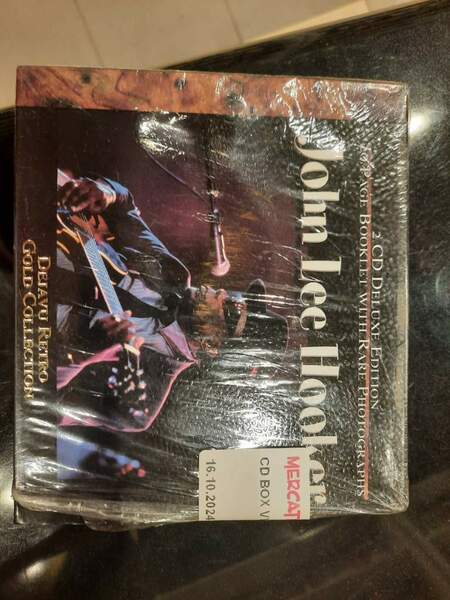 2 CD DELUXE EDITION
PAGE BOOKLET WITH RARE PHOTOGRAPHS
John Lee Hooker
DEJAVU RETRO
GOLD COLLECTION
MERCAT
CD BOX V
16.10.2024